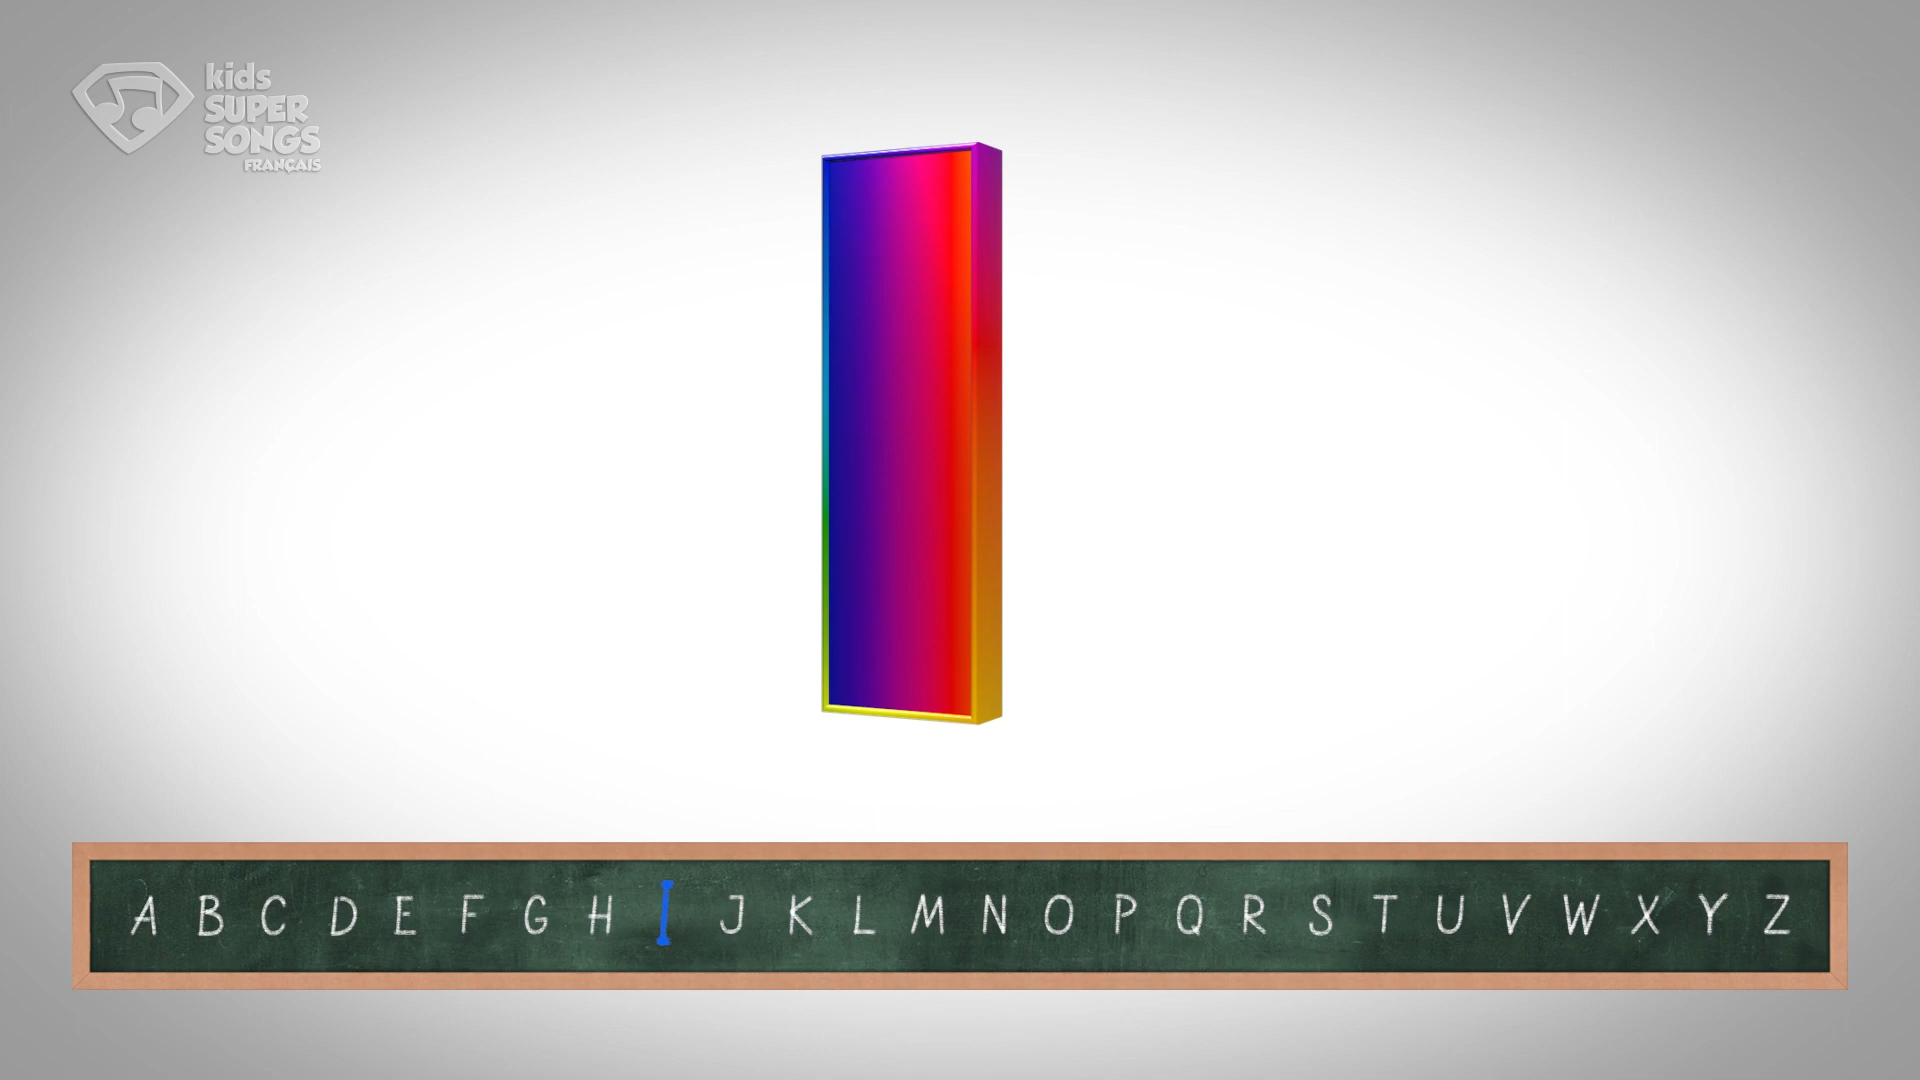 kids
SUPER
SONGS
FRANÇAIS
I
A B C D E F G H I J K L M N O P Q R S T U V W X Y Z